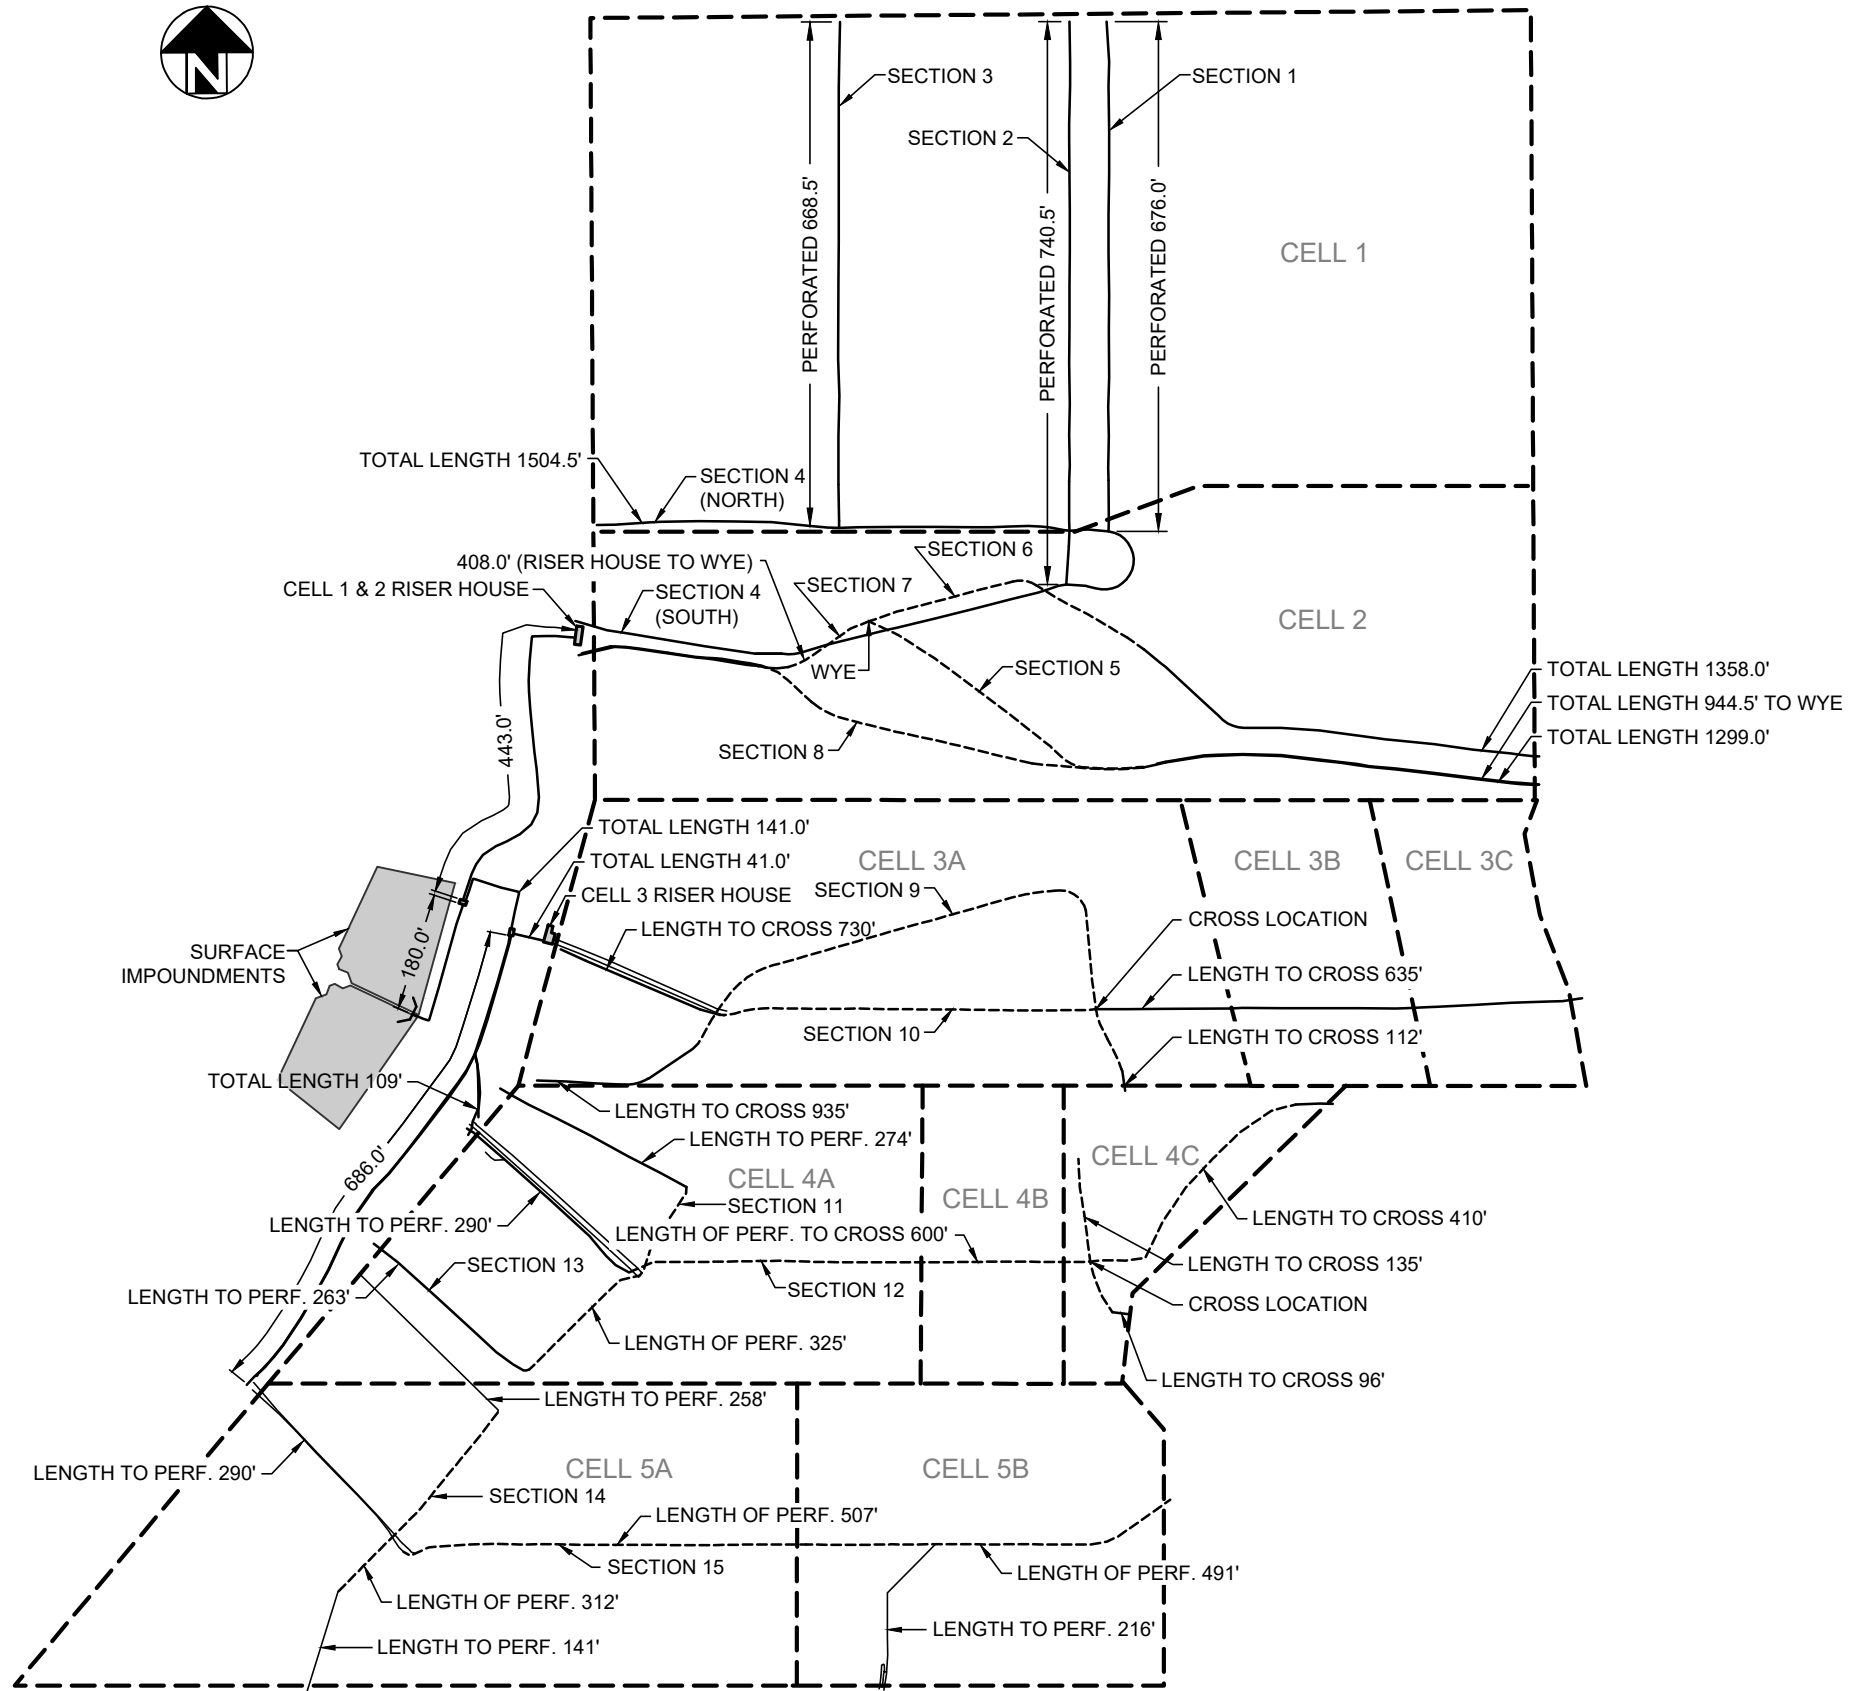 N
SECTION 3
SECTION 1
SECTION 2
PERFORATED 668.5'
PERFORATED 740.5'
PERFORATED 676.0'
CELL 1
TOTAL LENGTH 1504.5'
SECTION 4
(NORTH)
408.0' (RISER HOUSE TO WYE)
SECTION 6
CELL 1 & 2 RISER HOUSE
SECTION 7
SECTION 4
(SOUTH)
CELL 2
WYE
SECTION 5
TOTAL LENGTH 1358.0'
TOTAL LENGTH 944.5' TO WYE
TOTAL LENGTH 1299.0'
443.0'
SECTION 8
TOTAL LENGTH 141.0'
TOTAL LENGTH 41.0'
CELL 3A
CELL 3B
CELL 3C
CELL 3 RISER HOUSE
SECTION 9
LENGTH TO CROSS 730'
CROSS LOCATION
SURFACE
IMPOUNDMENTS
180.0'
LENGTH TO CROSS 635'
SECTION 10
LENGTH TO CROSS 112'
TOTAL LENGTH 109'
LENGTH TO CROSS 935'
LENGTH TO PERF. 274'
CELL 4A
CELL 4B
CELL 4C
686.0'
SECTION 11
LENGTH TO PERF. 290'
LENGTH OF PERF. TO CROSS 600'
LENGTH TO CROSS 410'
SECTION 13
LENGTH TO CROSS 135'
LENGTH TO PERF. 263'
SECTION 12
CROSS LOCATION
LENGTH OF PERF. 325'
LENGTH TO CROSS 96'
LENGTH TO PERF. 258'
LENGTH TO PERF. 290'
CELL 5A
CELL 5B
SECTION 14
LENGTH OF PERF. 507'
SECTION 15
LENGTH OF PERF. 491'
LENGTH OF PERF. 312'
LENGTH TO PERF. 141'
LENGTH TO PERF. 216'